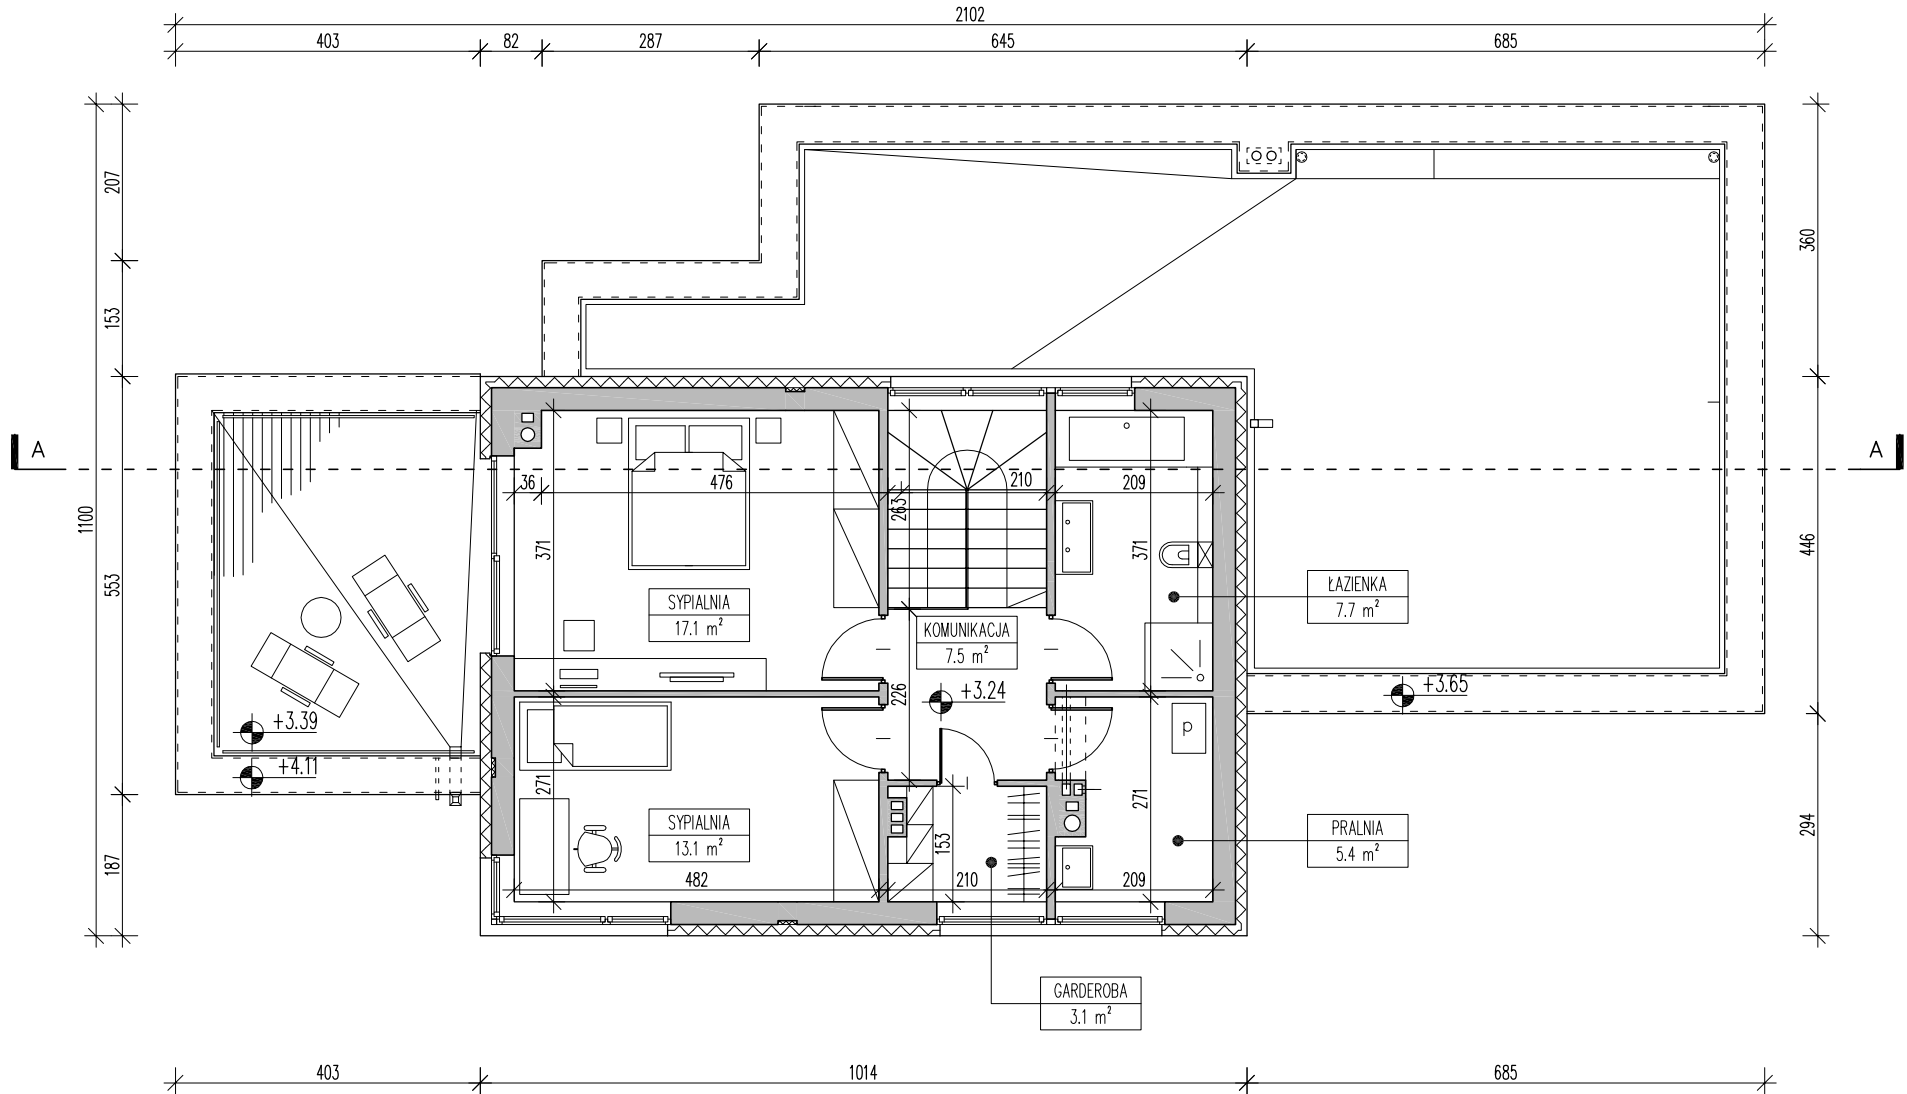 2102
403
82
287
645
685
207
153
1100
553
187
360
446
294
A
A
36
476
263
210
209
371
371
SYPIALNIA
17.1 m²
KOMUNIKACJA
7.5 m²
+3.24
226
ŁAZIENKA
7.7 m²
+3.65
+3.39
+4.11
p
271
SYPIALNIA
13.1 m²
271
153
PRALNIA
5.4 m²
482
210
209
GARDEROBA
3.1 m²
403
1014
685